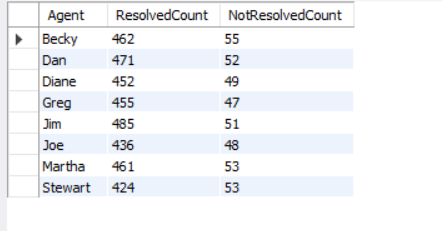 Agent ResolvedCount NotResolvedCount
Becky 462 55
Dan 471 52
Diane 452 49
Greg 455 47
Jim 485 51
Joe 436 48
Martha 461 53
Stewart 424 53